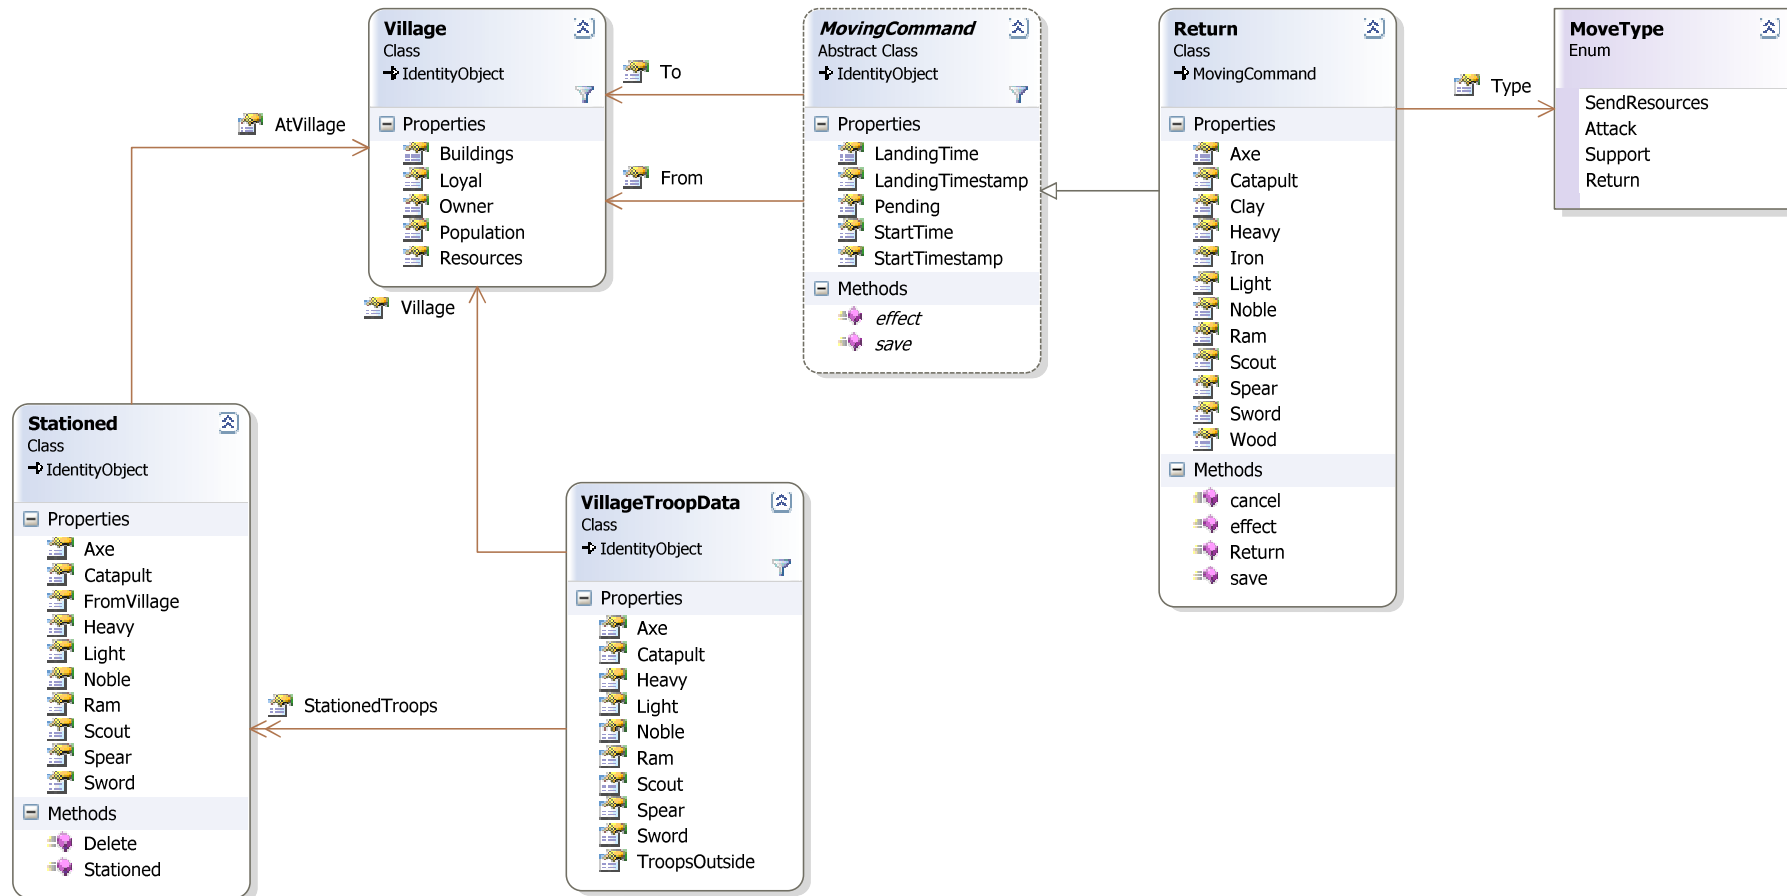 Village
Class
IdentityObject
Properties
Buildings
Loyal
Owner
Population
Resources
To
From
AtVillage
Village
MovingCommand
Abstract Class
IdentityObject
Properties
LandingTime
LandingTimestamp
Pending
StartTime
StartTimestamp
Methods
effect
save
Return
Class
MovingCommand
Properties
Axe
Catapult
Clay
Heavy
Iron
Light
Noble
Ram
Scout
Spear
Sword
Wood
Methods
cancel
effect
Return
save
Type
MoveType
Enum
SendResources
Attack
Support
Return
Stationed
Class
IdentityObject
Properties
Axe
Catapult
FromVillage
Heavy
Light
Noble
Ram
Scout
Spear
Sword
Methods
Delete
Stationed
StationedTroops
VillageTroopData
Class
IdentityObject
Properties
Axe
Catapult
Heavy
Light
Noble
Ram
Scout
Spear
Sword
TroopsOutside